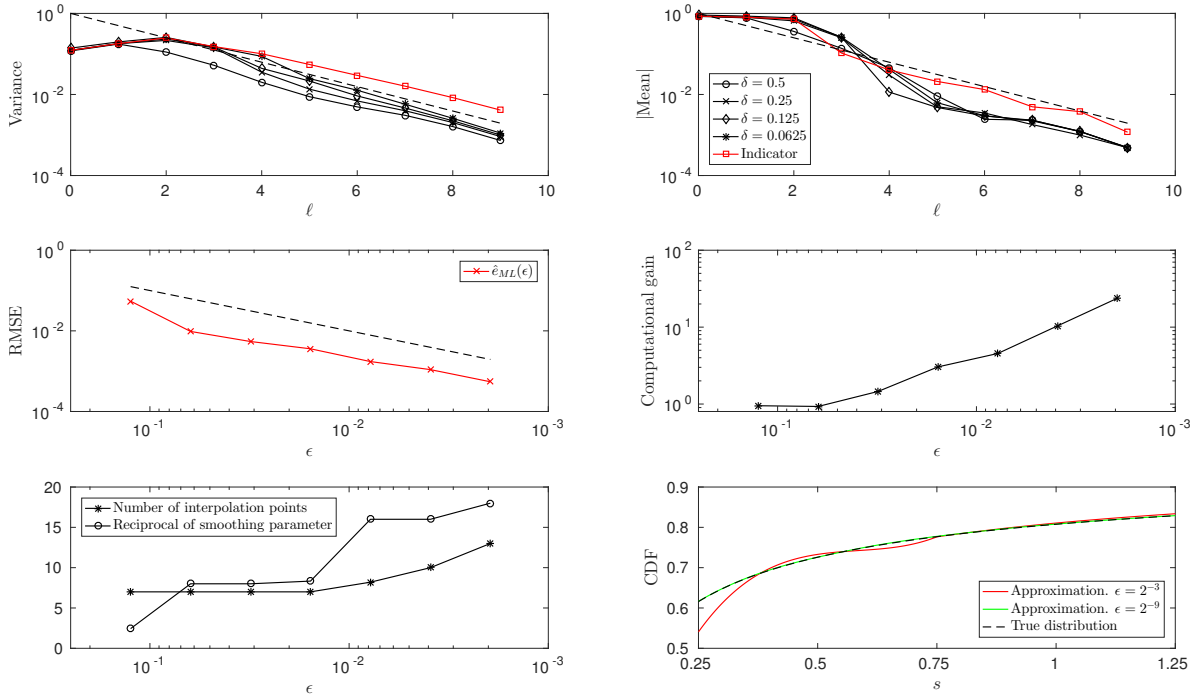 10^0
10^-2
10^-4
Variance
0 2 4 6 8 10
ℓ
10^0
10^-2
10^-4
|Mean|
δ = 0.5
δ = 0.25
δ = 0.125
δ = 0.0625
Indicator
0 2 4 6 8 10
ℓ
10^0
10^-2
10^-4
RMSE
ê_ML(ϵ)
10^-1 10^-2 10^-3
ϵ
10^2
10^1
10^0
Computational gain
10^-1 10^-2 10^-3
ϵ
20
15
10
5
0
Number of interpolation points
Reciprocal of smoothing parameter
10^-1 10^-2 10^-3
ϵ
0.9
0.8
0.7
0.6
0.5
CDF
Approximation. ϵ = 2^-3
Approximation. ϵ = 2^-9
True distribution
0.25 0.5 0.75 1 1.25
s